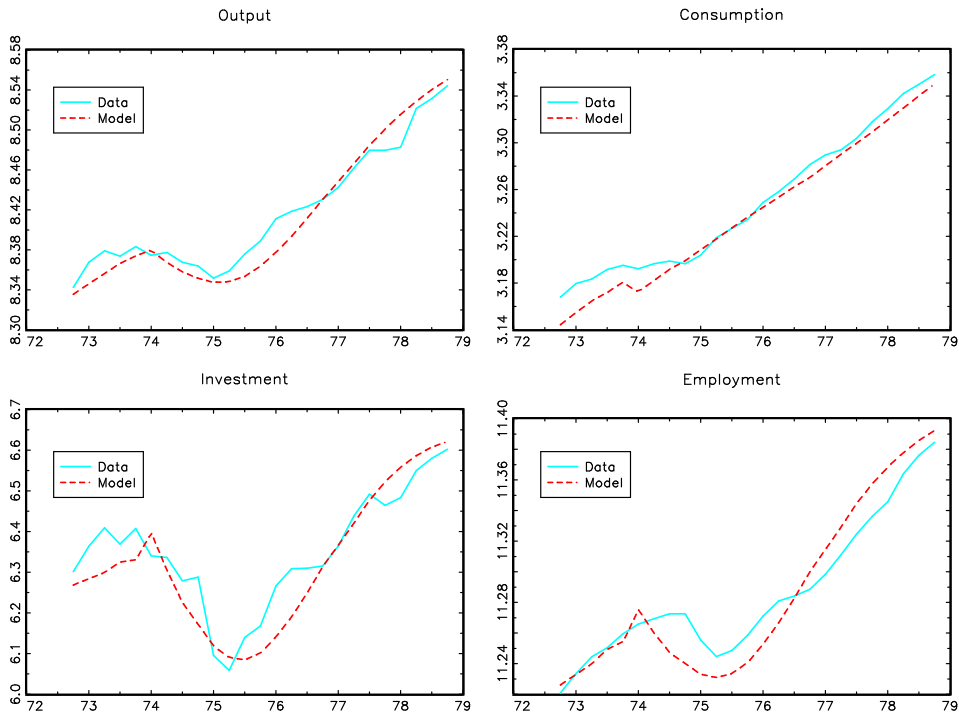 Output
8.58
8.54
8.50
8.46
8.42
8.38
8.34
8.30
Data
Model
72 73 74 75 76 77 78 79
Consumption
3.38
3.34
3.30
3.26
3.22
3.18
3.14
Data
Model
72 73 74 75 76 77 78 79
Investment
6.7
6.6
6.5
6.4
6.3
6.2
6.1
6.0
Data
Model
72 73 74 75 76 77 78 79
Employment
11.40
11.36
11.32
11.28
11.24
Data
Model
72 73 74 75 76 77 78 79